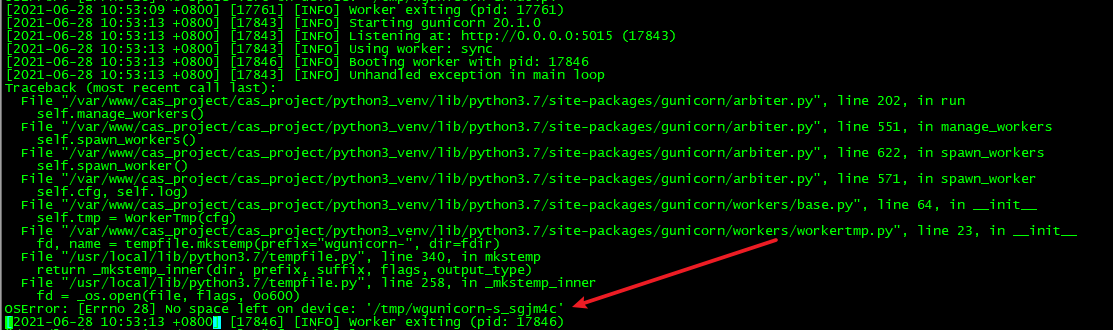 [2021-06-28 10:53:09 +0800] [17761] [INFO] Worker exiting (pid: 17761)
[2021-06-28 10:53:13 +0800] [17843] [INFO] Starting gunicorn 20.1.0
[2021-06-28 10:53:13 +0800] [17843] [INFO] Listening at: http://0.0.0.0:5015 (17843)
[2021-06-28 10:53:13 +0800] [17843] [INFO] Using worker: sync
[2021-06-28 10:53:13 +0800] [17846] [INFO] Booting worker with pid: 17846
[2021-06-28 10:53:13 +0800] [17843] [INFO] Unhandled exception in main loop
Traceback (most recent call last):
  File "/var/www/cas_project/cas_project/python3_venv/lib/python3.7/site-packages/gunicorn/arbiter.py", line 202, in run
    self.manage_workers()
  File "/var/www/cas_project/cas_project/python3_venv/lib/python3.7/site-packages/gunicorn/arbiter.py", line 551, in manage_workers
    self.spawn_workers()
  File "/var/www/cas_project/cas_project/python3_venv/lib/python3.7/site-packages/gunicorn/arbiter.py", line 622, in spawn_workers
    self.spawn_worker()
  File "/var/www/cas_project/cas_project/python3_venv/lib/python3.7/site-packages/gunicorn/arbiter.py", line 571, in spawn_worker
    self.cfg, self.log)
  File "/var/www/cas_project/cas_project/python3_venv/lib/python3.7/site-packages/gunicorn/workers/base.py", line 64, in __init__
    self.tmp = WorkerTmp(cfg)
  File "/var/www/cas_project/cas_project/python3_venv/lib/python3.7/site-packages/gunicorn/workers/workertmp.py", line 23, in __init__
    fd, name = tempfile.mkstemp(prefix="wgunicorn-", dir=fdir)
  File "/usr/local/lib/python3.7/tempfile.py", line 340, in mkstemp
    return _mkstemp_inner(dir, prefix, suffix, flags, output_type)
  File "/usr/local/lib/python3.7/tempfile.py", line 258, in _mkstemp_inner
    fd = _os.open(file, flags, 0o600)
OSError: [Errno 28] No space left on device: '/tmp/wgunicorn-s_sgjm4c'
[2021-06-28 10:53:13 +0800] [17846] [INFO] Worker exiting (pid: 17846)